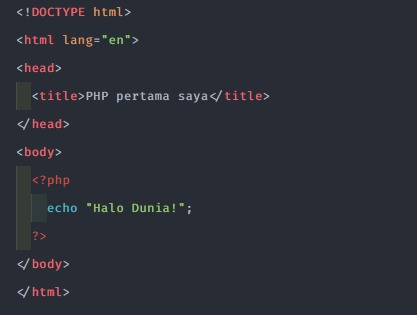 <!DOCTYPE html>
<html lang="en">
<head>
<title>PHP pertama saya</title>
</head>
<body>
<?php
echo "Halo Dunia!";
?>
</body>
</html>